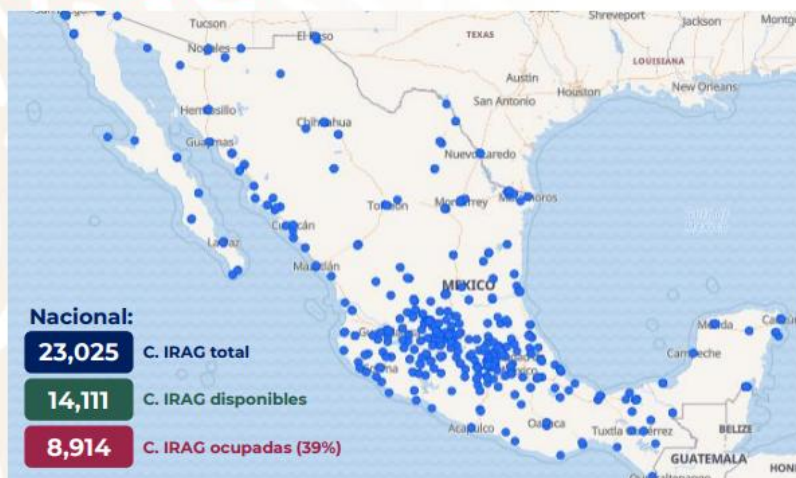 Tucson
El Paso
Nogales
TEXAS
Shreveport
Jackson
LOUISIANA
Austin
Houston
New Orleans
San Antonio
Hermosillo
Chihuahua
Guaymas
Nuevo Laredo
Torreón
Monterrey
Matamoros
Culiacán
La Paz
Mazatlán
MÉXICO
Nacional:
23,025 C. IRAG total
14,111 C. IRAG disponibles
8,914 C. IRAG ocupadas (39%)
Mérida
Campeche
México
Acapulco
Oaxaca
Tuxtla Gutiérrez
BELIZE
GUATEMALA